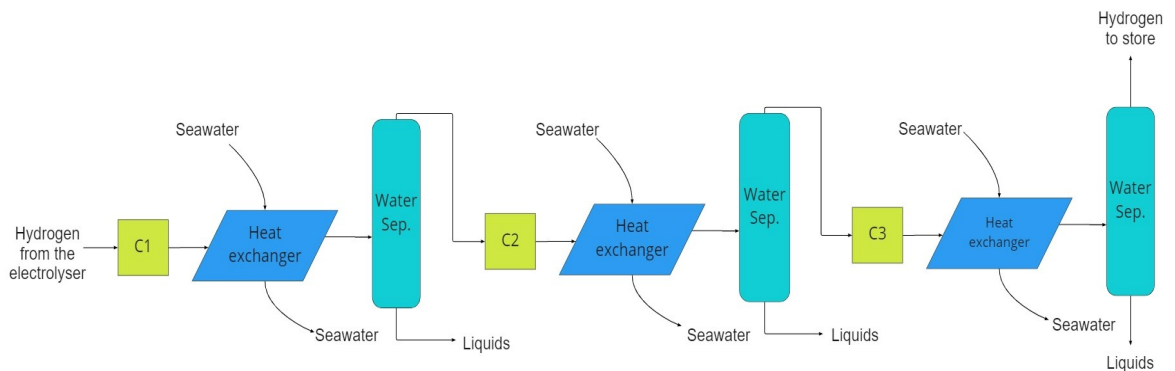 Hydrogen
to store
Seawater
Seawater
Seawater
Hydrogen
from the
electrolyser
C1
Heat
exchanger
Water
Sep.
C2
Heat
exchanger
Water
Sep.
C3
Heat
exchanger
Water
Sep.
Seawater
Liquids
Seawater
Liquids
Seawater
Liquids